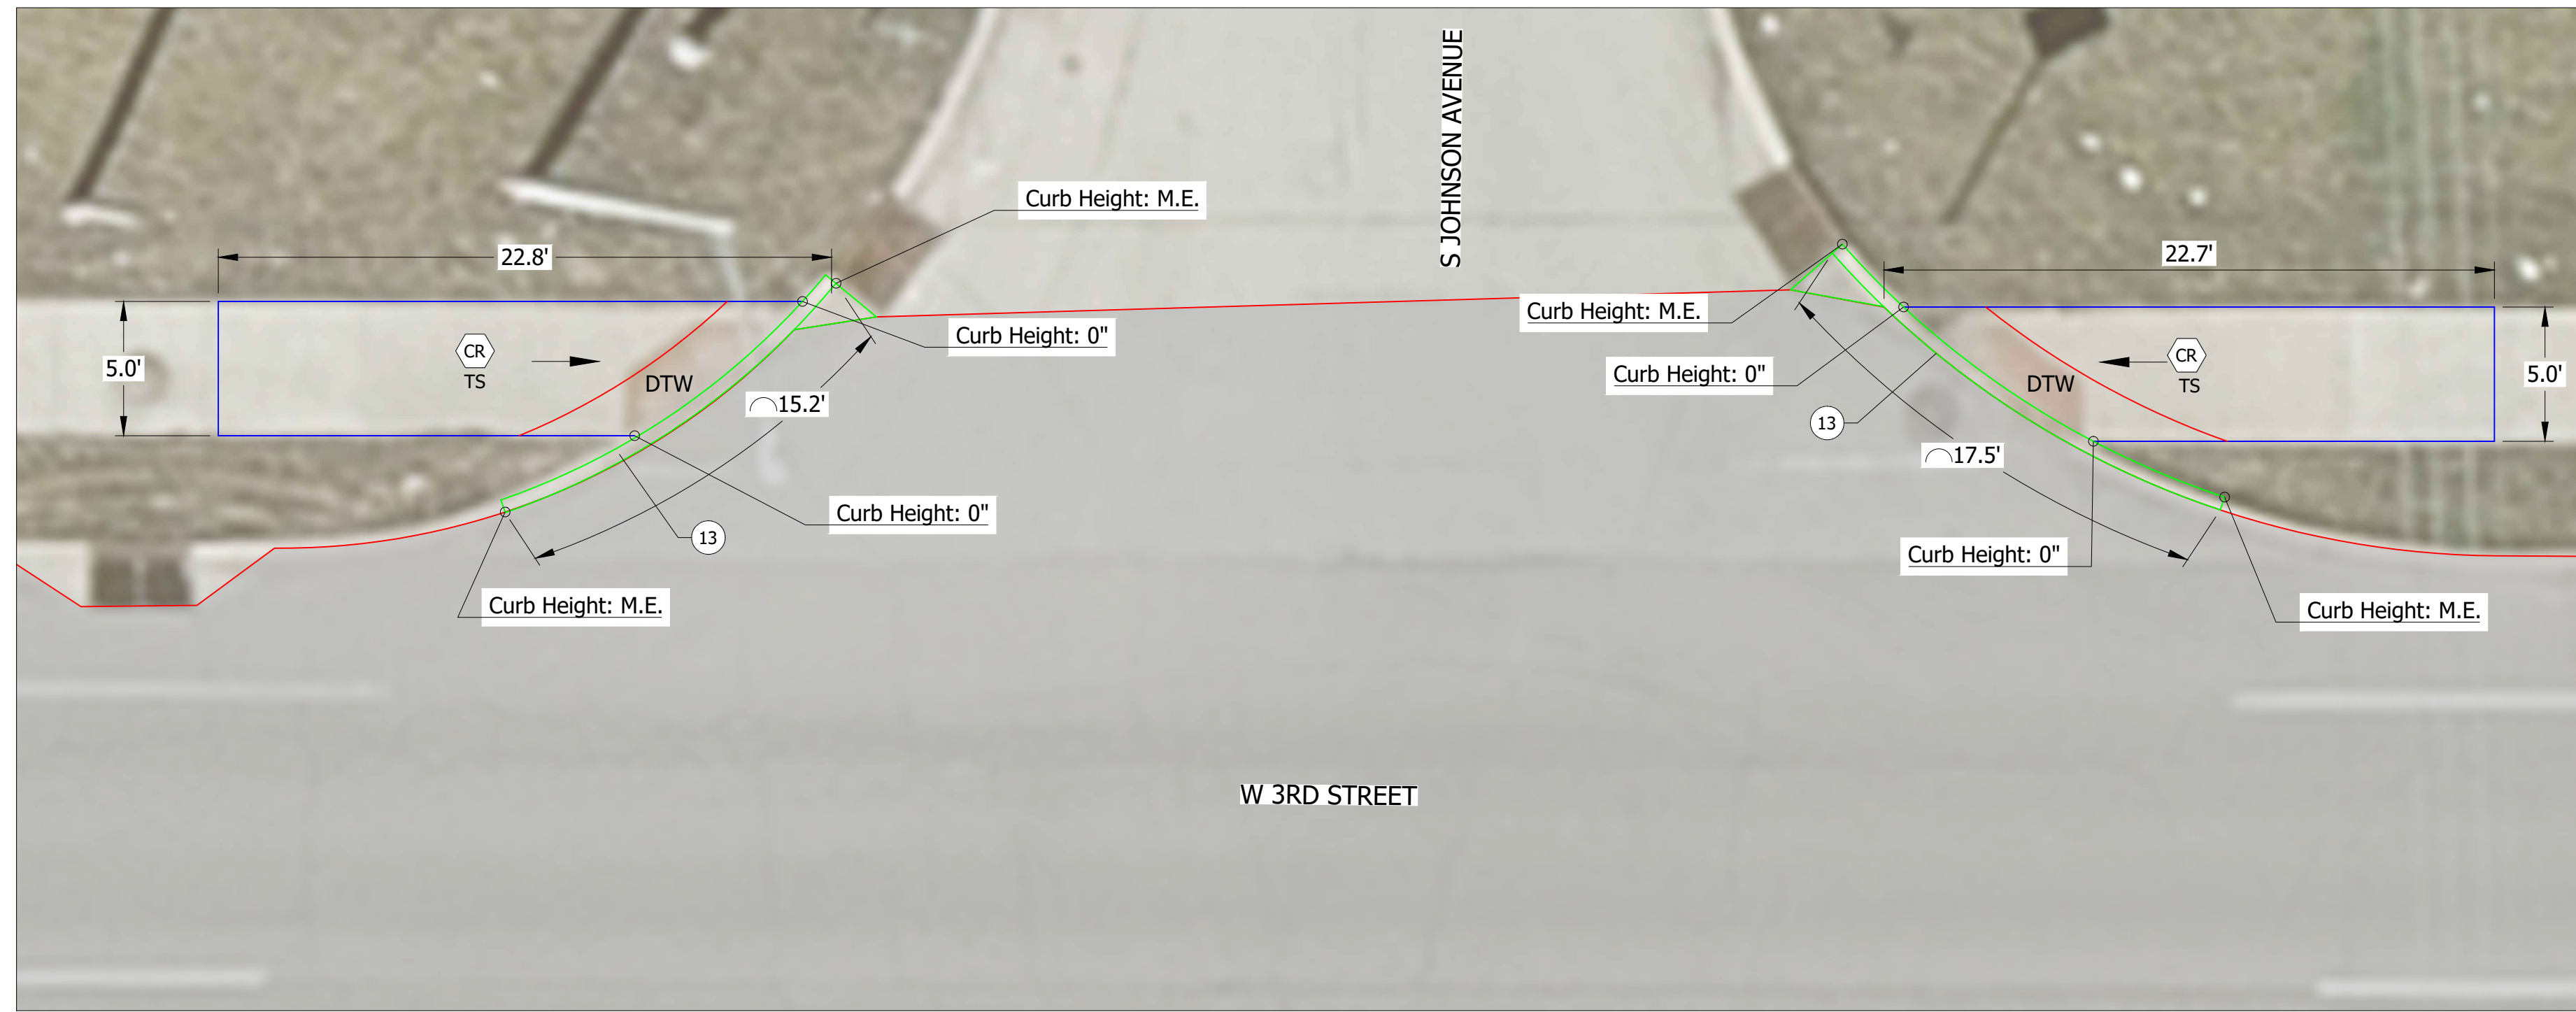 S JOHNSON AVENUE
Curb Height: M.E.
22.8'
22.7'
Curb Height: M.E.
Curb Height: 0"
5.0'
CR
TS
DTW
15.2'
Curb Height: 0"
13
DTW
CR
TS
5.0'
17.5'
Curb Height: 0"
13
Curb Height: 0"
Curb Height: M.E.
Curb Height: M.E.
W 3RD STREET